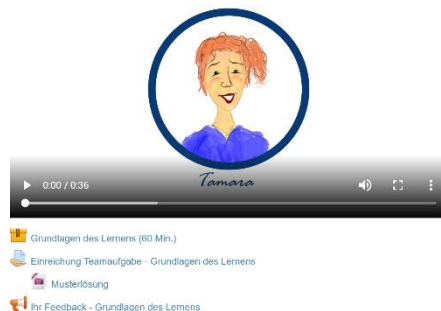 Tamara
0:00 / 0:36
Grundlagen des Lernens (60 Min.)
Einreichung Teamaufgabe - Grundlagen des Lernens
Musterlösung
Ihr Feedback - Grundlagen des Lernens